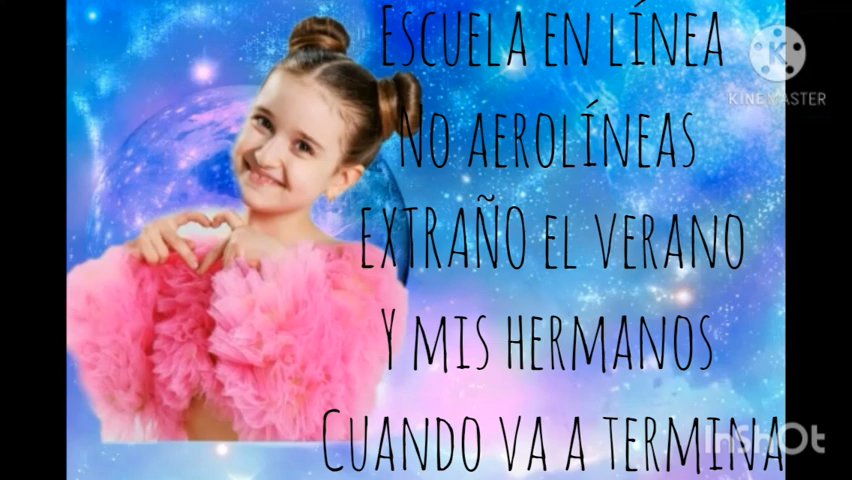 Escuela en línea
No aerolíneas
EXTRAÑO el verano
Y mis hermanos
Cuando va a termina
KINEMASTER
InShOt